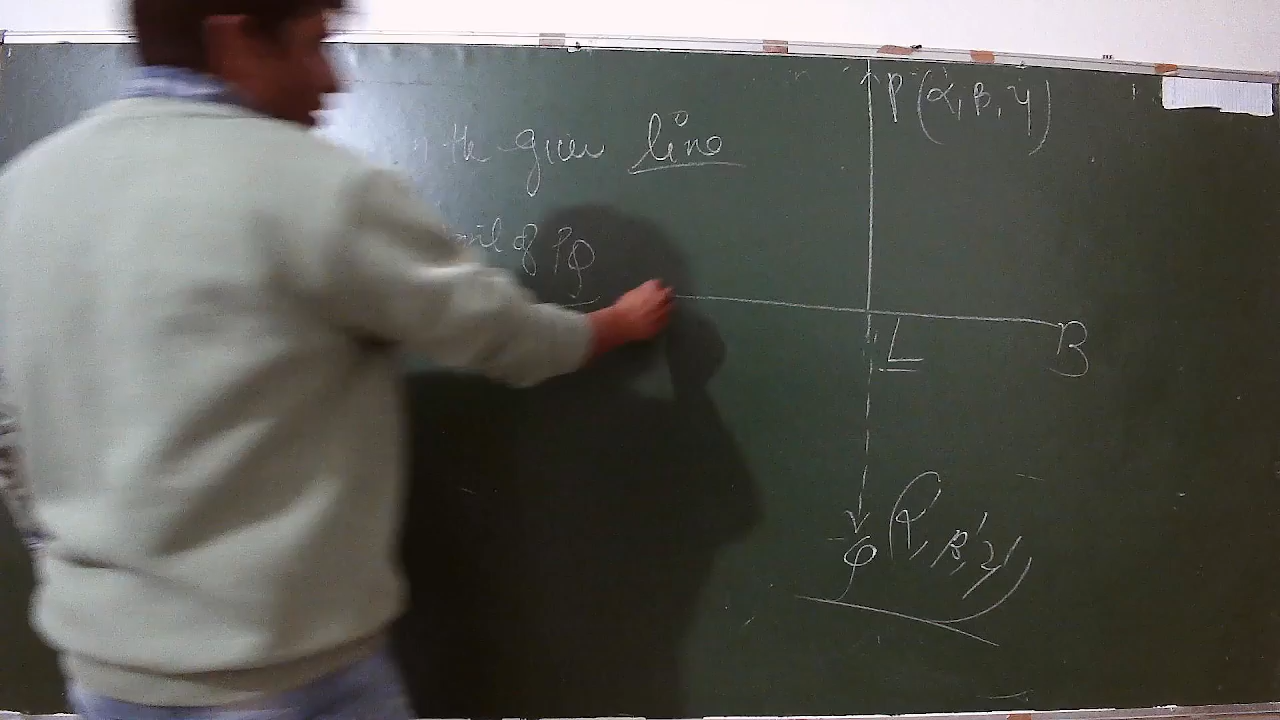 P (α, β, γ)
the given line
of PQ
L
B
Q
β', γ')